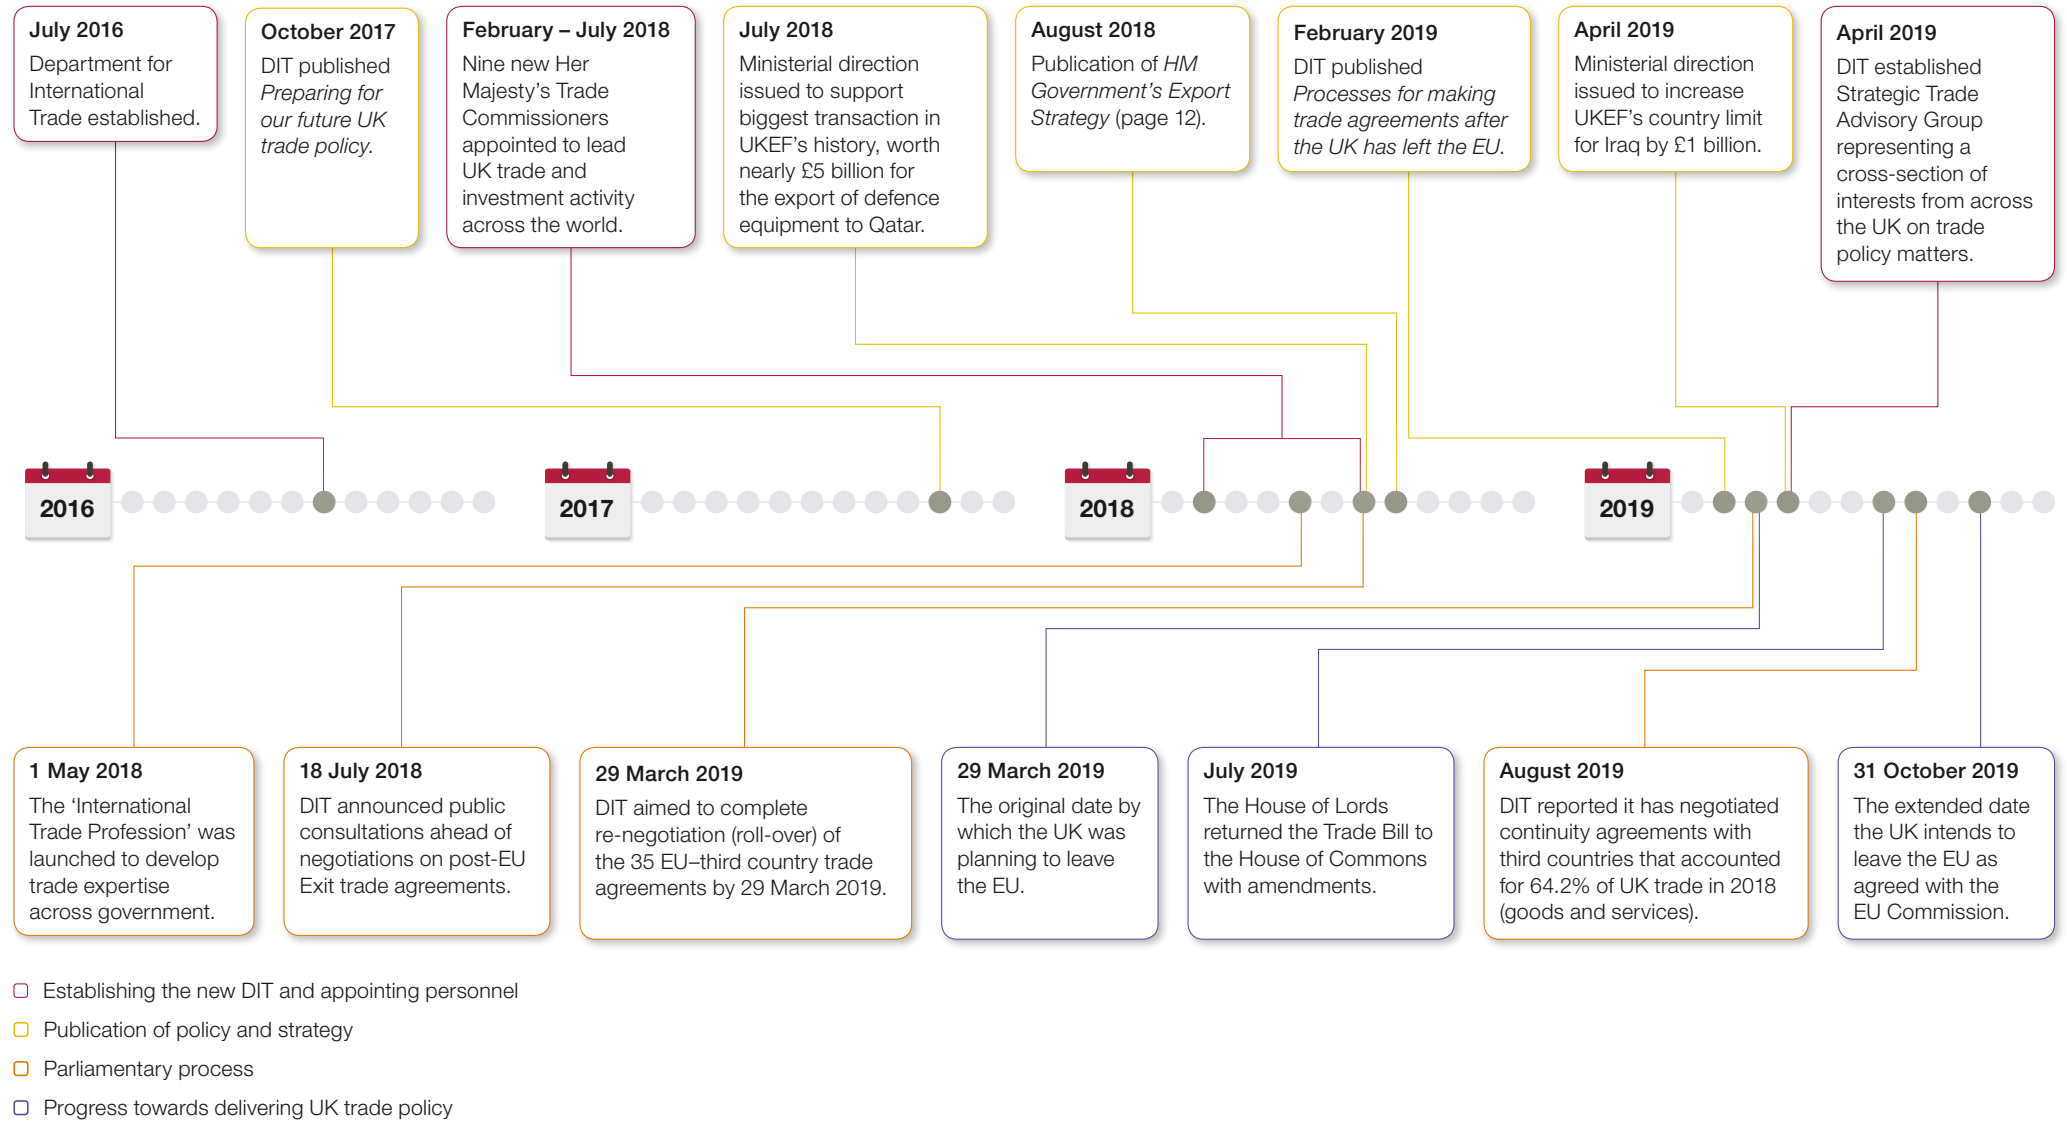 July 2016
Department for
International
Trade established.
October 2017
DIT published
Preparing for
our future UK
trade policy.
February – July 2018
Nine new Her
Majesty’s Trade
Commissioners
appointed to lead
UK trade and
investment activity
across the world.
July 2018
Ministerial direction
issued to support
biggest transaction in
UKEF’s history, worth
nearly £5 billion for
the export of defence
equipment to Qatar.
August 2018
Publication of HM
Government’s Export
Strategy (page 12).
February 2019
DIT published
Processes for making
trade agreements after
the UK has left the EU.
April 2019
Ministerial direction
issued to increase
UKEF’s country limit
for Iraq by £1 billion.
April 2019
DIT established
Strategic Trade
Advisory Group
representing a
cross-section of
interests from across
the UK on trade
policy matters.
2016
2017
2018
2019
1 May 2018
The ‘International
Trade Profession’ was
launched to develop
trade expertise
across government.
18 July 2018
DIT announced public
consultations ahead of
negotiations on post-EU
Exit trade agreements.
29 March 2019
DIT aimed to complete
re-negotiation (roll-over) of
the 35 EU–third country trade
agreements by 29 March 2019.
29 March 2019
The original date by
which the UK was
planning to leave
the EU.
July 2019
The House of Lords
returned the Trade Bill to
the House of Commons
with amendments.
August 2019
DIT reported it has negotiated
continuity agreements with
third countries that accounted
for 64.2% of UK trade in 2018
(goods and services).
31 October 2019
The extended date
the UK intends to
leave the EU as
agreed with the
EU Commission.
Establishing the new DIT and appointing personnel
Publication of policy and strategy
Parliamentary process
Progress towards delivering UK trade policy